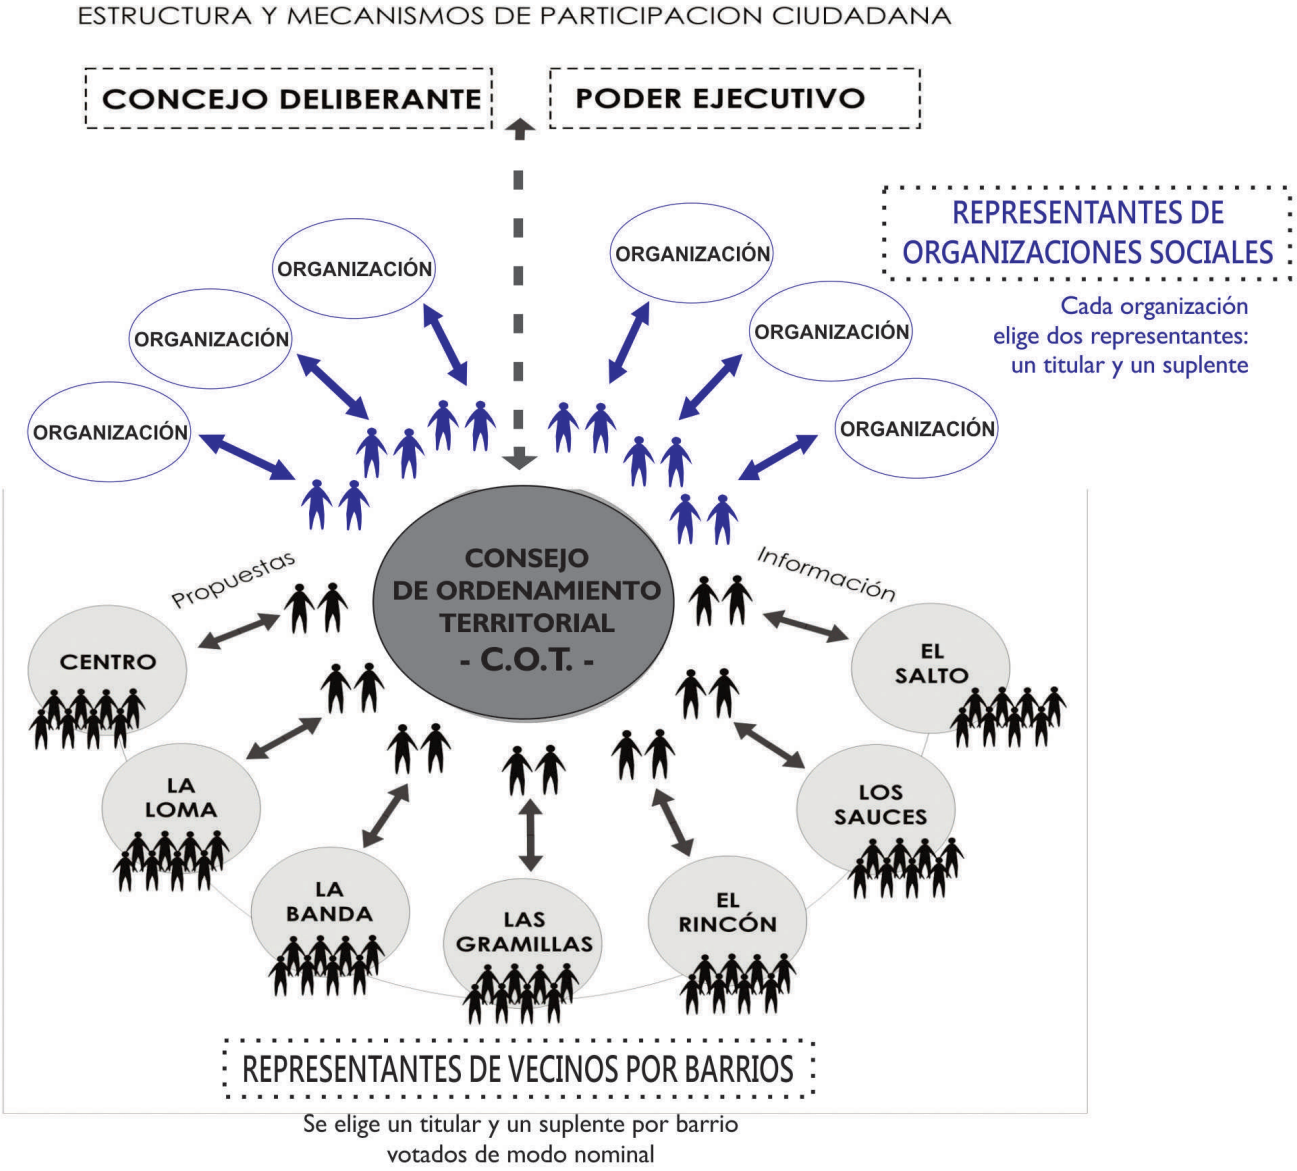 ESTRUCTURA Y MECANISMOS DE PARTICIPACION CIUDADANA
CONCEJO DELIBERANTE
PODER EJECUTIVO
REPRESENTANTES DE
ORGANIZACIONES SOCIALES
Cada organización
elige dos representantes:
un titular y un suplente
ORGANIZACIÓN
ORGANIZACIÓN
ORGANIZACIÓN
ORGANIZACIÓN
ORGANIZACIÓN
ORGANIZACIÓN
CONSEJO
DE ORDENAMIENTO
TERRITORIAL
- C.O.T. -
Propuestas
Información
CENTRO
LA
LOMA
LA
BANDA
LAS
GRAMILLAS
EL
RINCÓN
LOS
SAUCES
EL
SALTO
REPRESENTANTES DE VECINOS POR BARRIOS
Se elige un titular y un suplente por barrio
votados de modo nominal